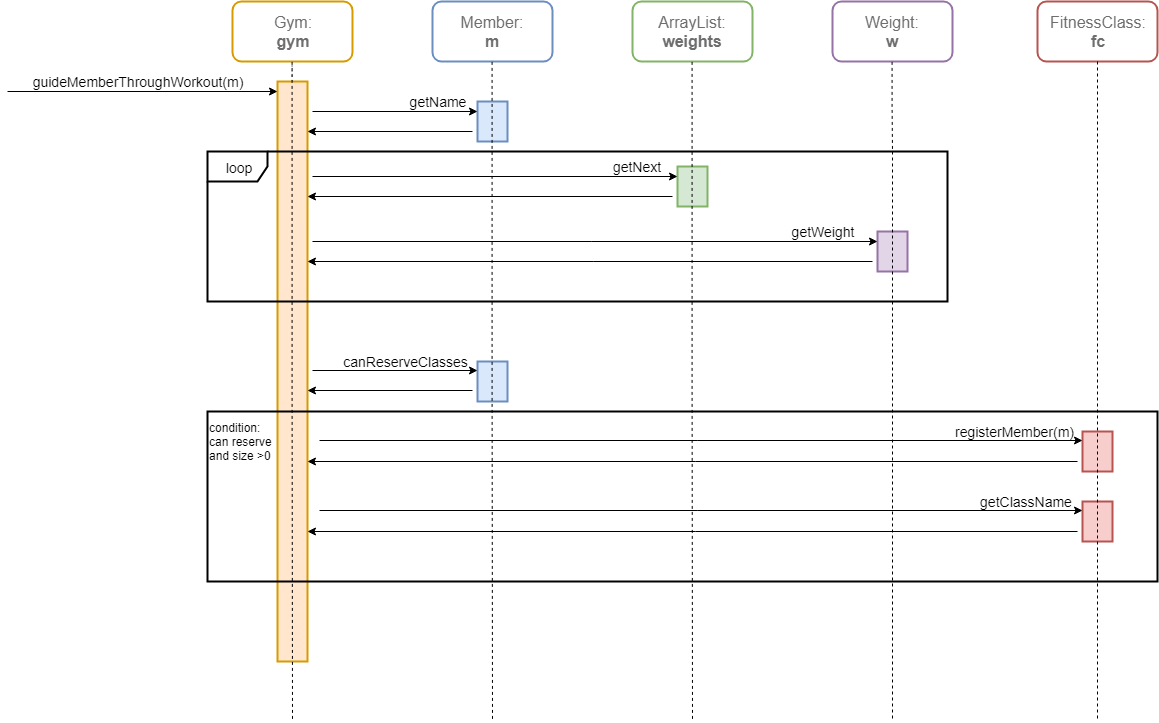 Gym:
gym
Member:
m
ArrayList:
weights
Weight:
w
FitnessClass:
fc
guideMemberThroughWorkout(m)
getName
loop
getNext
getWeight
canReserveClasses
condition:
can reserve
and size >0
registerMember(m)
getClassName